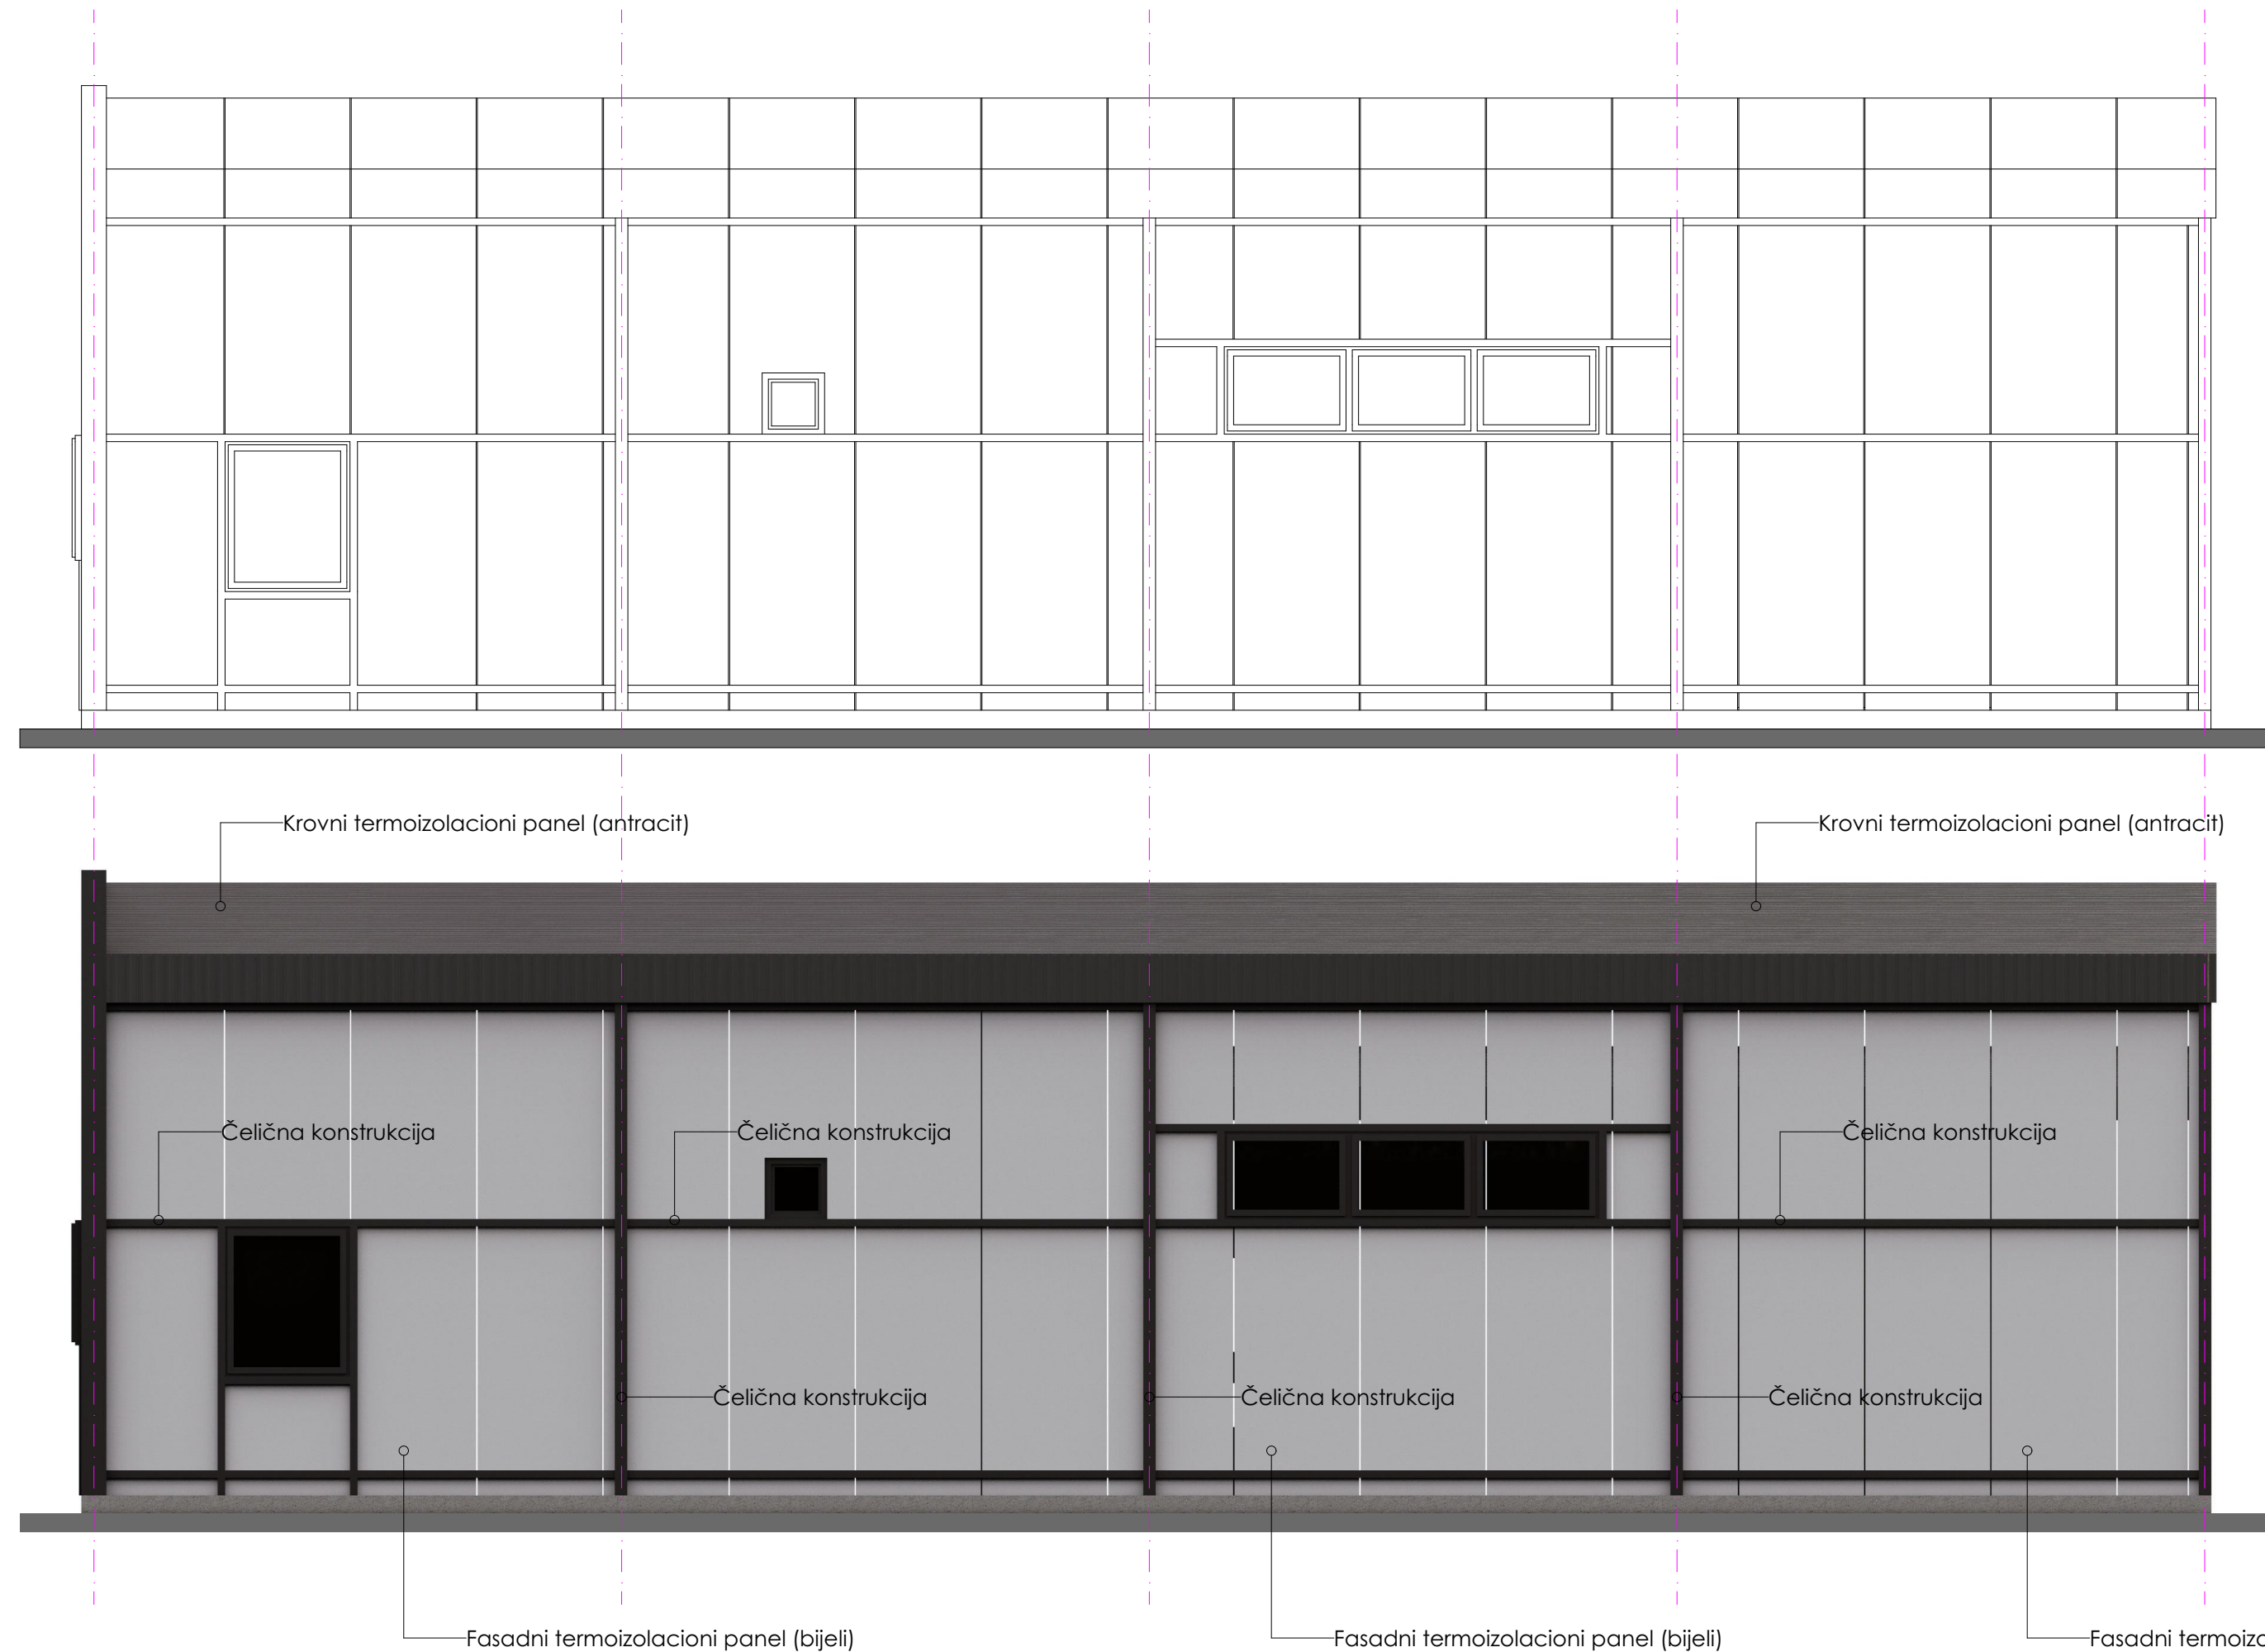 Krovni termoizolacioni panel (antracit)
Krovni termoizolacioni panel (antracit)
Čelična konstrukcija
Čelična konstrukcija
Čelična konstrukcija
Čelična konstrukcija
Čelična konstrukcija
Čelična konstrukcija
Fasadni termoizolacioni panel (bijeli)
Fasadni termoizolacioni panel (bijeli)
Fasadni